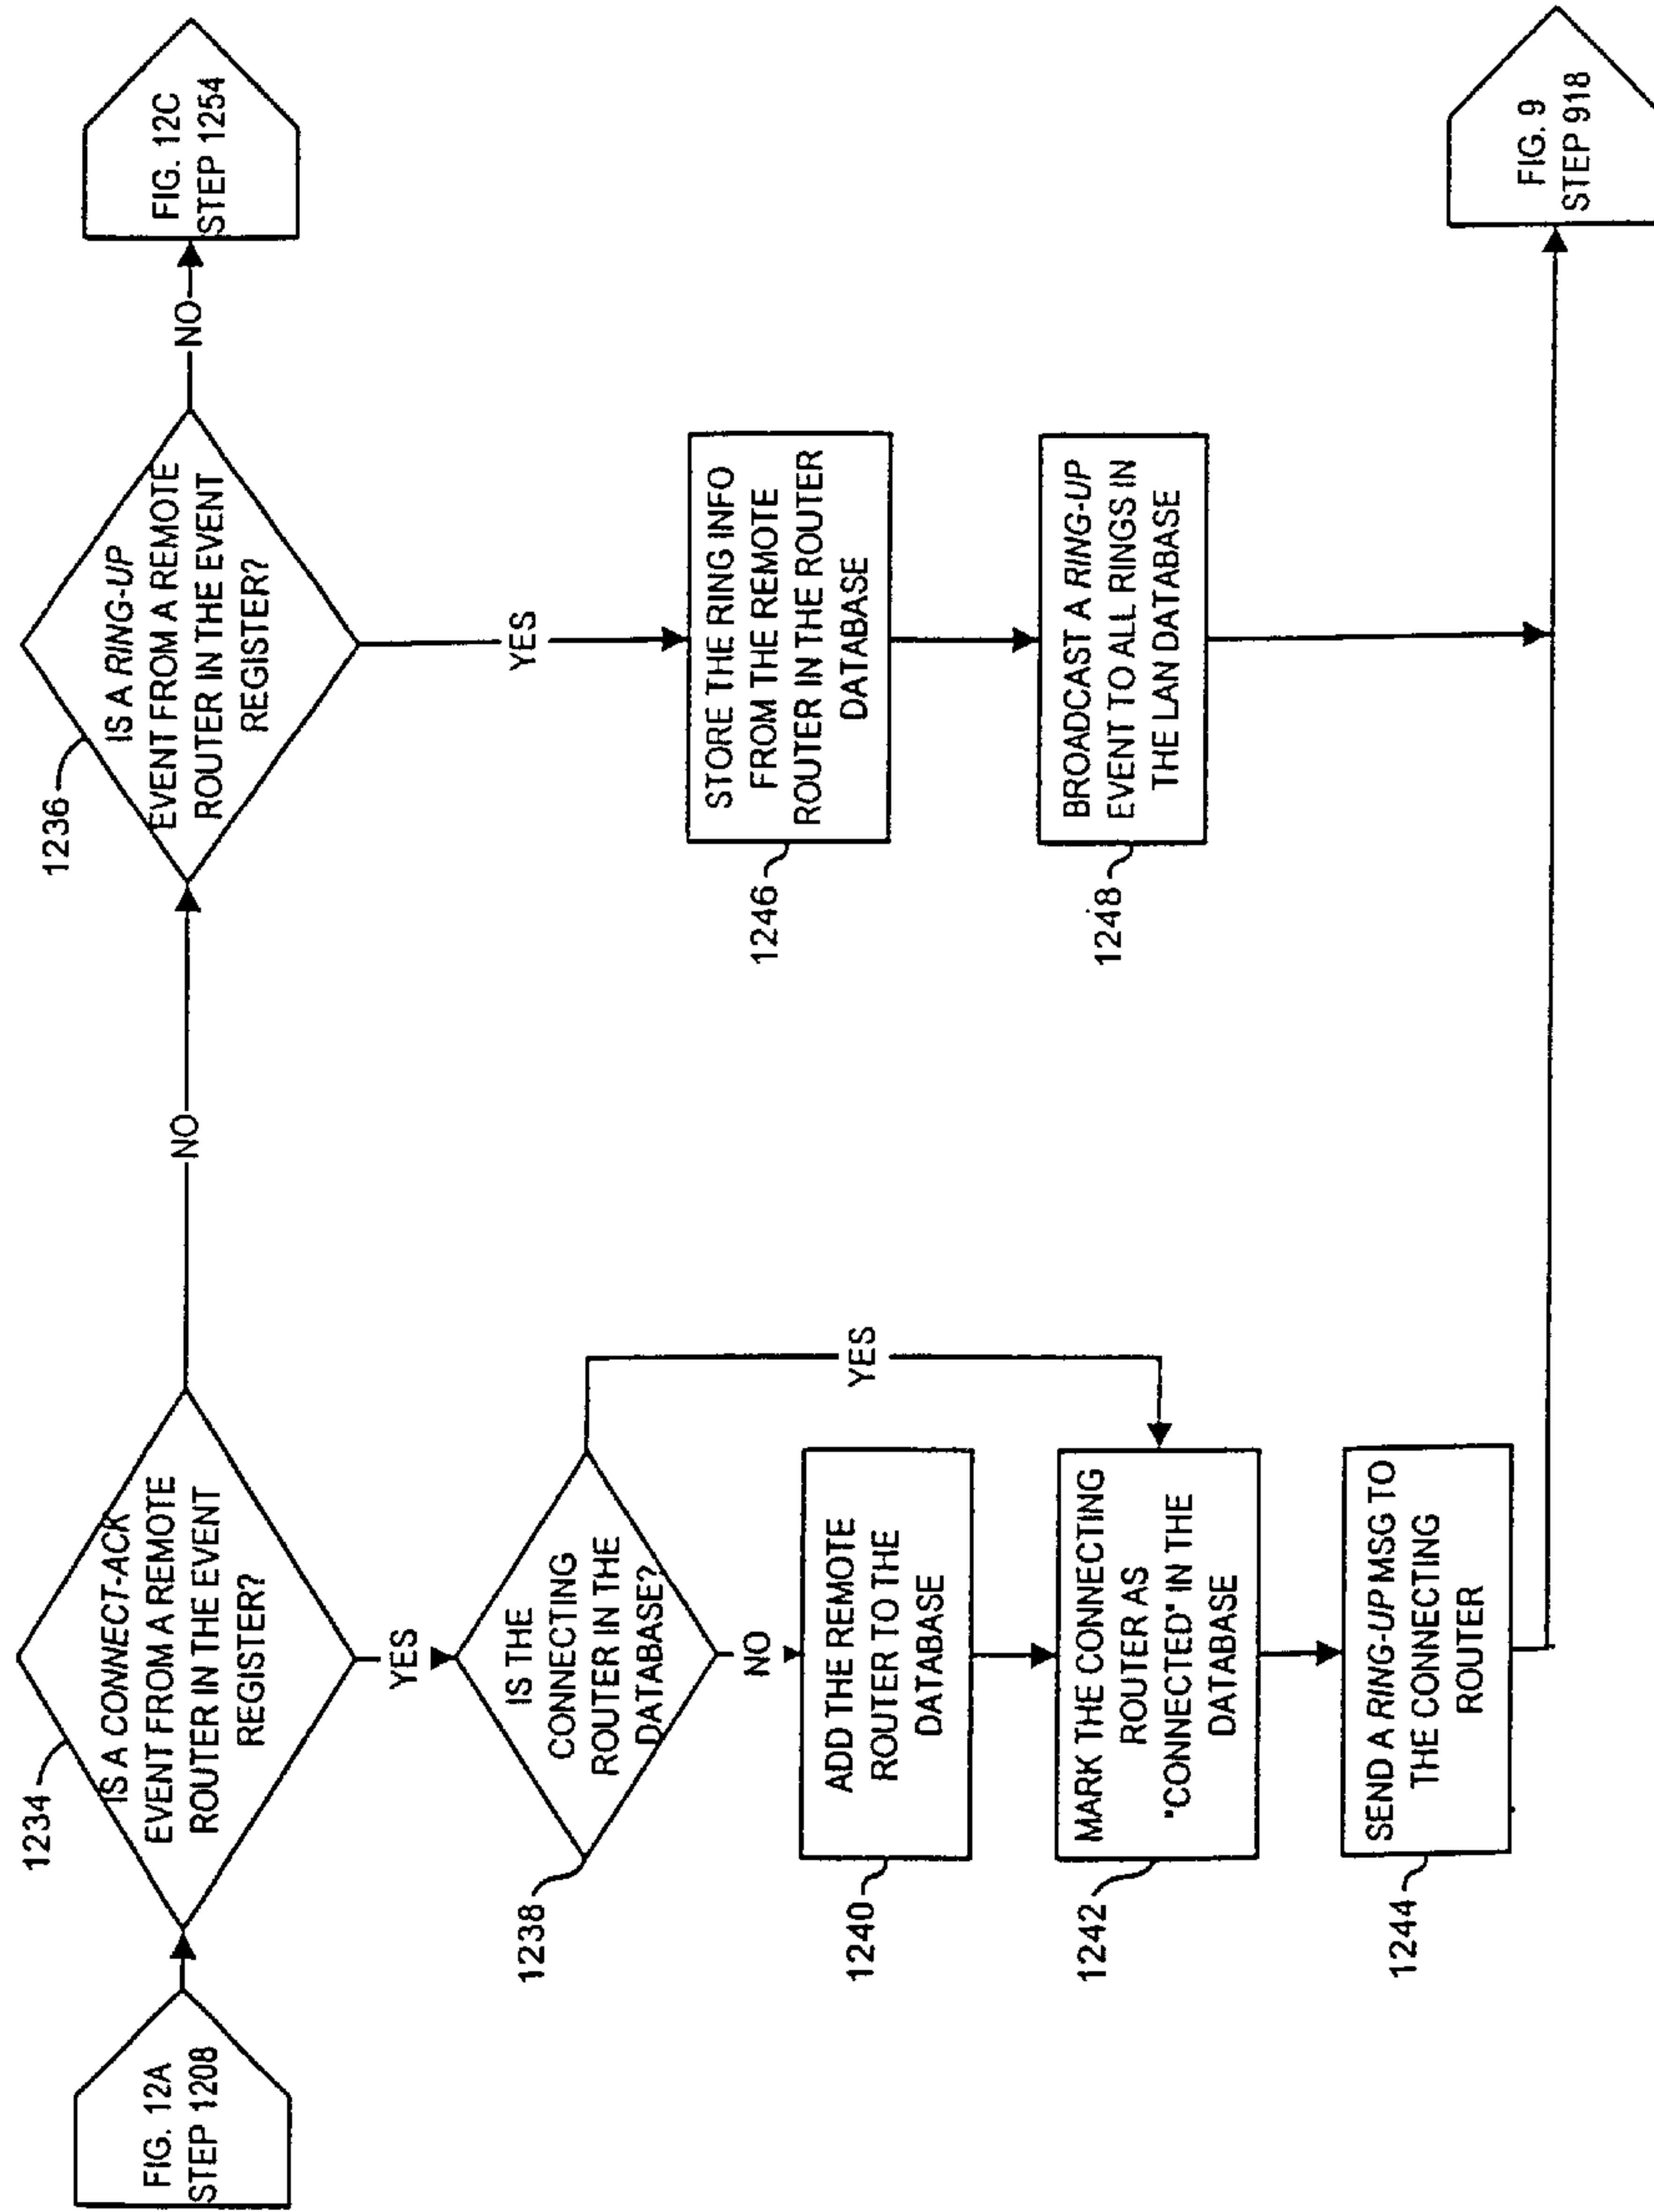 FIG. 12A
STEP 1208
1234
IS A CONNECT-ACK
EVENT FROM A REMOTE
ROUTER IN THE EVENT
REGISTER?
NO
1236
IS A RING-UP
EVENT FROM A REMOTE
ROUTER IN THE EVENT
REGISTER?
NO
FIG. 12C
STEP 1254
YES
1238
IS THE
CONNECTING
ROUTER IN THE
DATABASE?
YES
NO
1240
ADD THE REMOTE
ROUTER TO THE
DATABASE
1242
MARK THE CONNECTING
ROUTER AS
"CONNECTED" IN THE
DATABASE
1244
SEND A RING-UP MSG TO
THE CONNECTING
ROUTER
YES
1246
STORE THE RING INFO
FROM THE REMOTE
ROUTER IN THE ROUTER
DATABASE
1248
BROADCAST A RING-UP
EVENT TO ALL RINGS IN
THE LAN DATABASE
FIG. 9
STEP 918